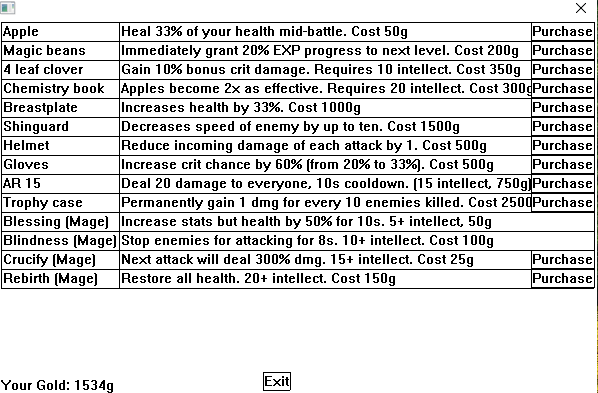 Apple Heal 33% of your health mid-battle. Cost 50g Purchase
Magic beans Immediately grant 20% EXP progress to next level. Cost 200g Purchase
4 leaf clover Gain 10% bonus crit damage. Requires 10 intellect. Cost 350g Purchase
Chemistry book Apples become 2x as effective. Requires 20 intellect. Cost 300g Purchase
Breastplate Increases health by 33%. Cost 1000g Purchase
Shinguard Decreases speed of enemy by up to ten. Cost 1500g Purchase
Helmet Reduce incoming damage of each attack by 1. Cost 500g Purchase
Gloves Increase crit chance by 60% (from 20% to 33%). Cost 500g Purchase
AR 15 Deal 20 damage to everyone, 10s cooldown. (15 intellect, 750g) Purchase
Trophy case Permanently gain 1 dmg for every 10 enemies killed. Cost 2500 Purchase
Blessing (Mage) Increase stats but health by 50% for 10s. 5+ intellect, 50g
Blindness (Mage) Stop enemies for attacking for 8s. 10+ intellect. Cost 100g
Crucify (Mage) Next attack will deal 300% dmg. 15+ intellect. Cost 25g Purchase
Rebirth (Mage) Restore all health. 20+ intellect. Cost 150g Purchase
Your Gold: 1534g Exit